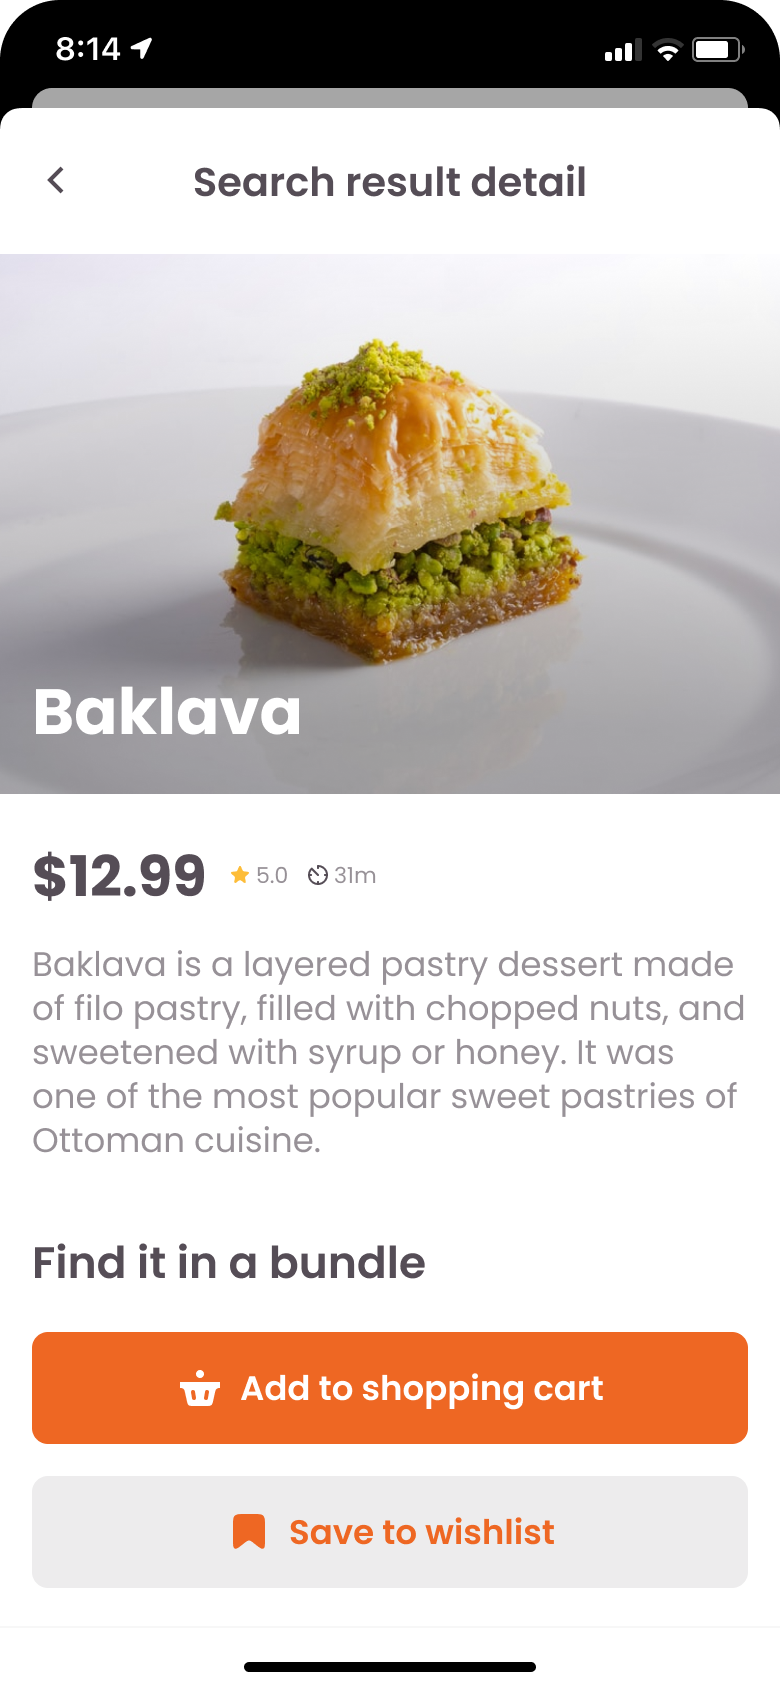 8:14
Search result detail
Baklava
$12.99 5.0 31m
Baklava is a layered pastry dessert made
of filo pastry, filled with chopped nuts, and
sweetened with syrup or honey. It was
one of the most popular sweet pastries of
Ottoman cuisine.
Find it in a bundle
Add to shopping cart
Save to wishlist